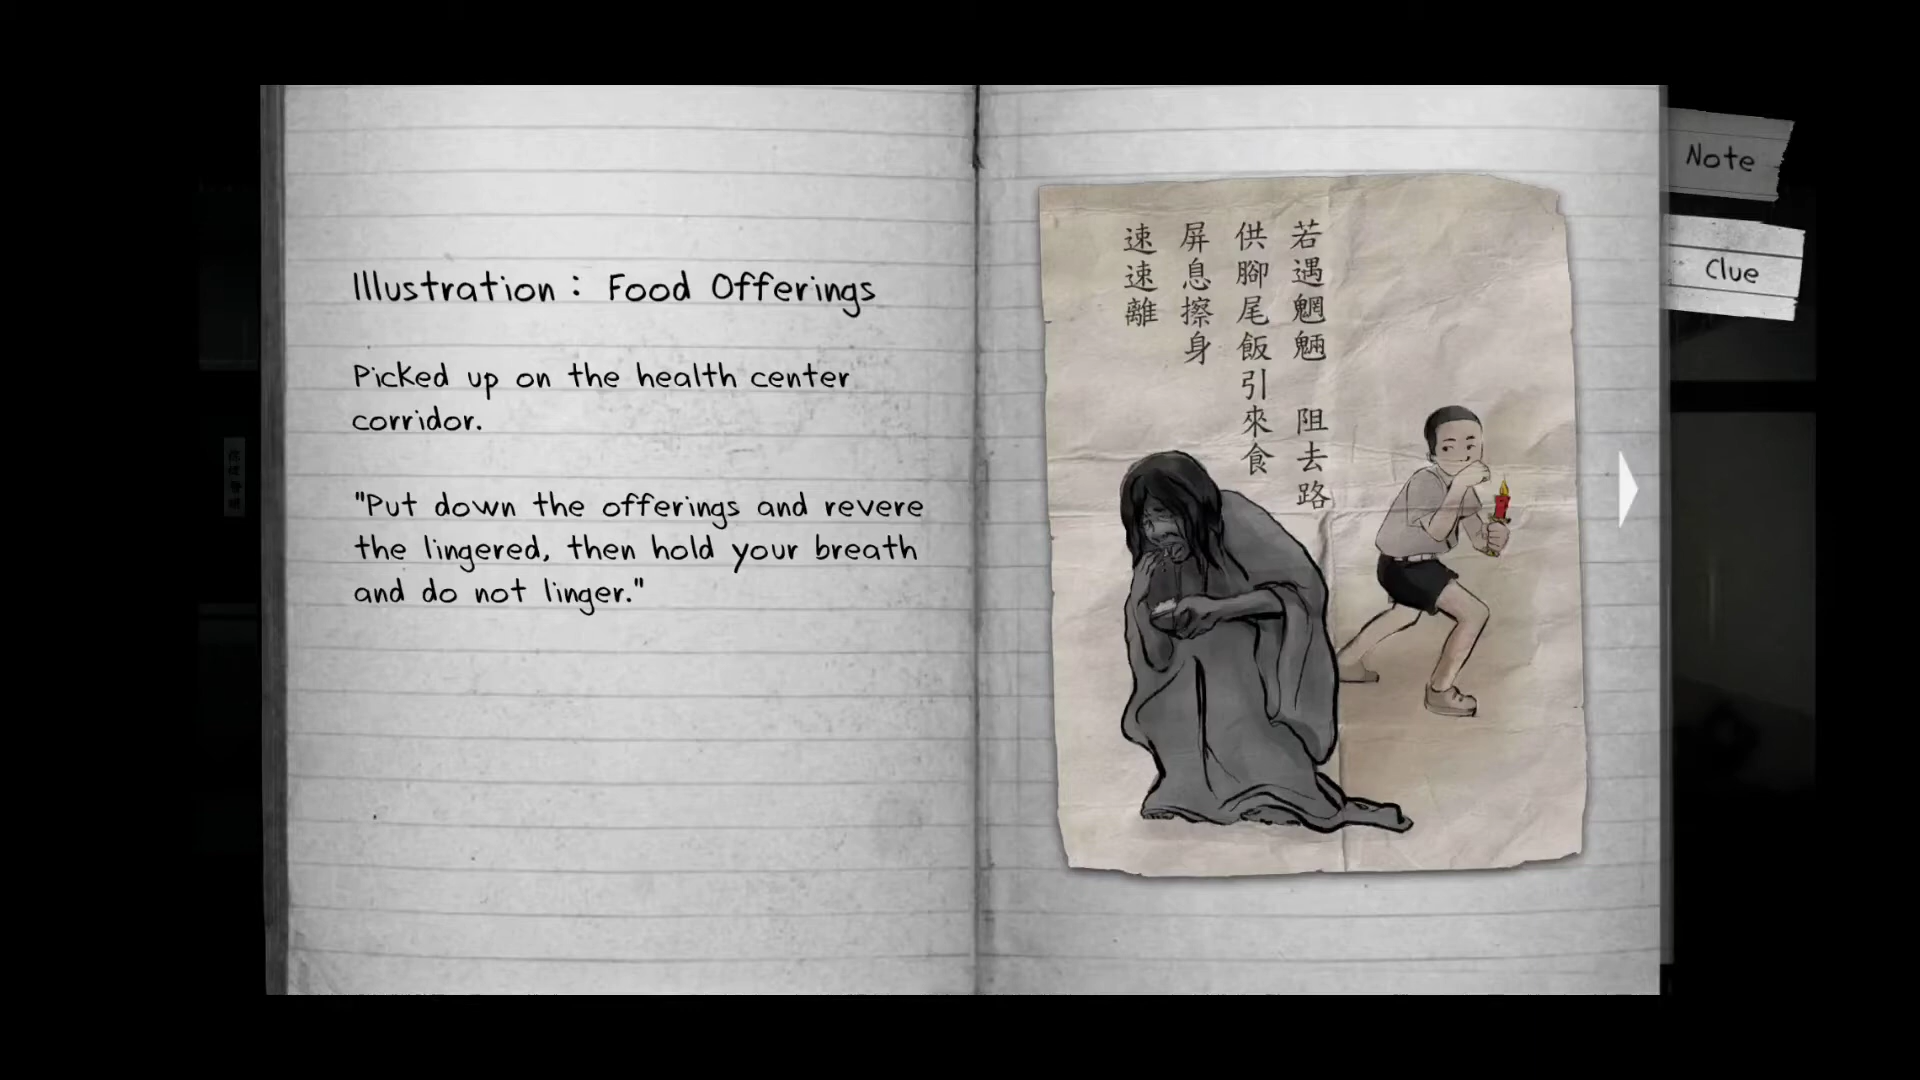 Illustration : Food Offerings
Picked up on the health center
corridor.
"Put down the offerings and revere
the lingered, then hold your breath
and do not linger."
若遇魍魎 阻去路
供腳尾飯引來食
屏息擦身
速速離
Note
Clue